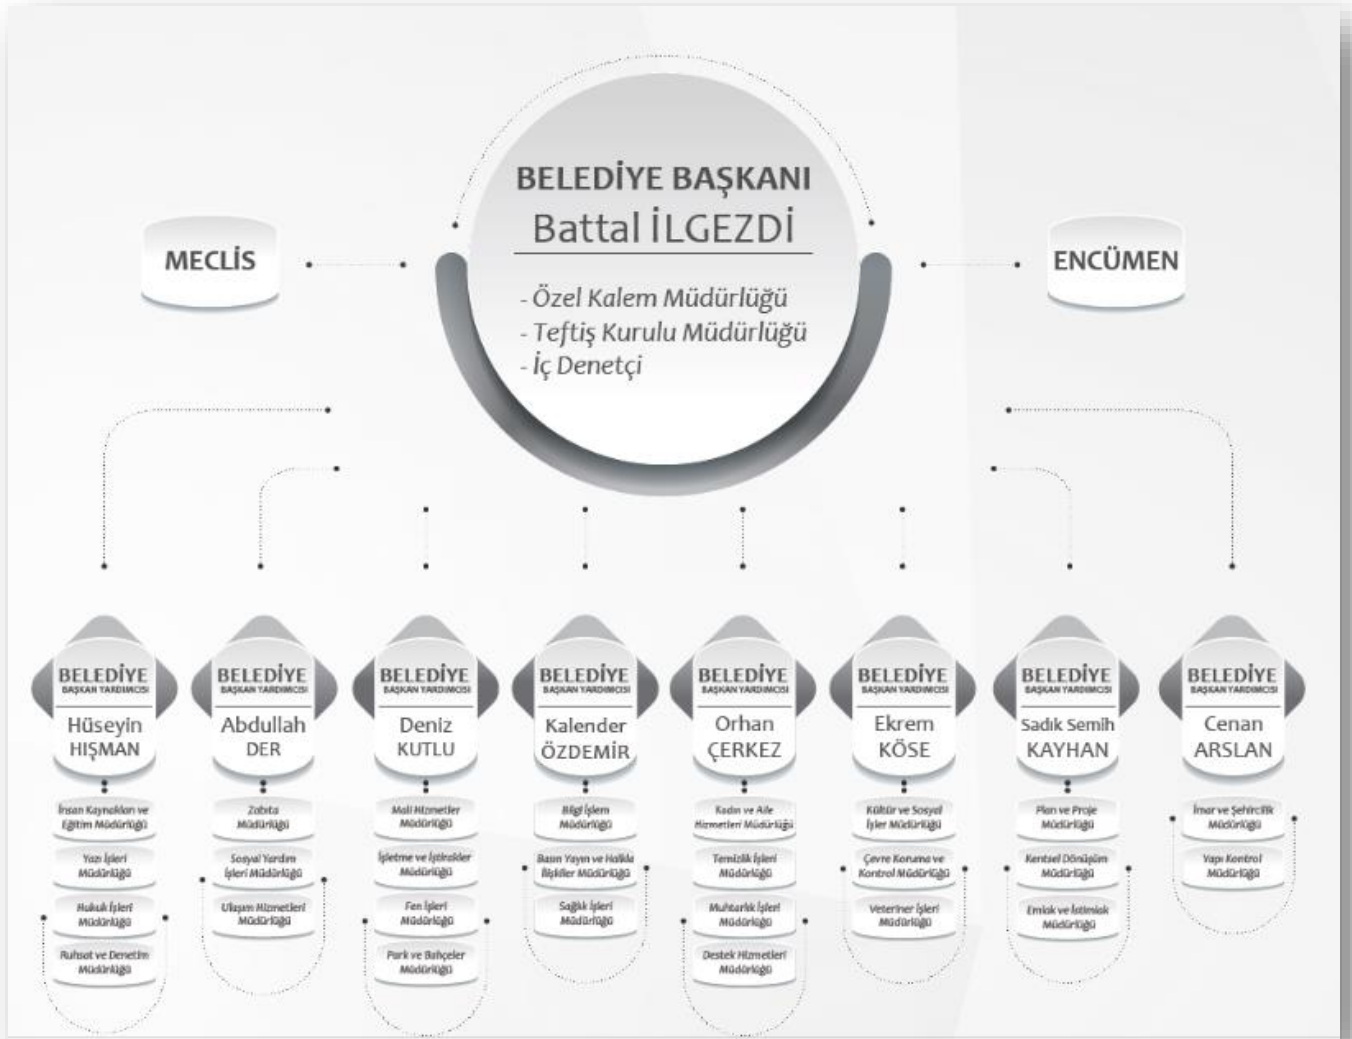 BELEDİYE BAŞKANI
Battal İLGEZDİ
- Özel Kalem Müdürlüğü
- Teftiş Kurulu Müdürlüğü
- İç Denetçi
MECLİS
ENCÜMEN
BELEDİYE
BAŞKAN YARDIMCISI
Hüseyin
HIŞMAN
İnsan Kaynakları ve
Eğitim Müdürlüğü
Yazı İşleri
Müdürlüğü
Hukuk İşleri
Müdürlüğü
Ruhsat ve Denetim
Müdürlüğü
BELEDİYE
BAŞKAN YARDIMCISI
Abdullah
DER
Zabıta
Müdürlüğü
Sosyal Yardım
İşleri Müdürlüğü
Ulaşım Hizmetleri
Müdürlüğü
BELEDİYE
BAŞKAN YARDIMCISI
Deniz
KUTLU
Mali Hizmetler
Müdürlüğü
İşletme ve İştirakler
Müdürlüğü
Fen İşleri
Müdürlüğü
Park ve Bahçeler
Müdürlüğü
BELEDİYE
BAŞKAN YARDIMCISI
Kalender
ÖZDEMİR
Bilgi İşlem
Müdürlüğü
Basın Yayın ve Halkla
İlişkiler Müdürlüğü
Sağlık İşleri
Müdürlüğü
BELEDİYE
BAŞKAN YARDIMCISI
Orhan
ÇERKEZ
Kadın ve Aile
Hizmetleri Müdürlüğü
Temizlik İşleri
Müdürlüğü
Muhtarlık İşleri
Müdürlüğü
Destek Hizmetleri
Müdürlüğü
BELEDİYE
BAŞKAN YARDIMCISI
Ekrem
KÖSE
Kültür ve Sosyal
İşler Müdürlüğü
Çevre Koruma ve
Kontrol Müdürlüğü
Veteriner İşleri
Müdürlüğü
BELEDİYE
BAŞKAN YARDIMCISI
Sadık Semih
KAYHAN
Plan ve Proje
Müdürlüğü
Kentsel Dönüşüm
Müdürlüğü
Emlak ve İstimlak
Müdürlüğü
BELEDİYE
BAŞKAN YARDIMCISI
Cenan
ARSLAN
İmar ve Şehircilik
Müdürlüğü
Yapı Kontrol
Müdürlüğü